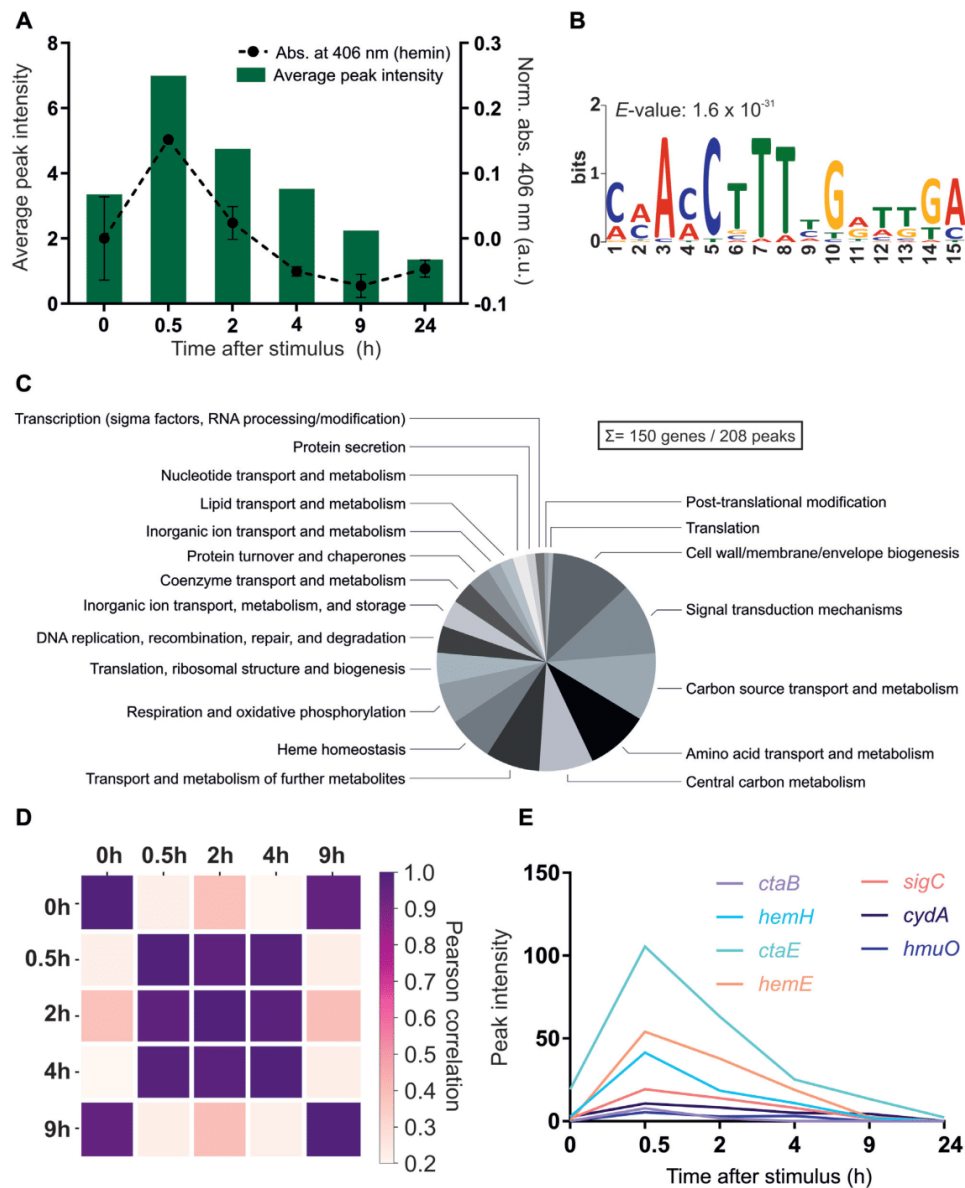 A
B
8
6
4
2
0
Average peak intensity
Abs. at 406 nm (hemin)
Average peak intensity
0.3
0.2
0.1
0.0
-0.1
Norm. abs. 406 nm (a.u.)
0 0.5 2 4 9 24
Time after stimulus (h)
E-value: 1.6 x 10-31
2
1
0
bits
1 2 3 4 5 6 7 8 9 10 11 12 13 14 15
C
Transcription (sigma factors, RNA processing/modification)
Protein secretion
Nucleotide transport and metabolism
Lipid transport and metabolism
Inorganic ion transport and metabolism
Protein turnover and chaperones
Coenzyme transport and metabolism
Inorganic ion transport, metabolism, and storage
DNA replication, recombination, repair, and degradation
Translation, ribosomal structure and biogenesis
Respiration and oxidative phosphorylation
Heme homeostasis
Transport and metabolism of further metabolites
Σ= 150 genes / 208 peaks
Post-translational modification
Translation
Cell wall/membrane/envelope biogenesis
Signal transduction mechanisms
Carbon source transport and metabolism
Amino acid transport and metabolism
Central carbon metabolism
D
0h 0.5h 2h 4h 9h
0h
0.5h
2h
4h
9h
1.0
0.9
0.8
0.7
0.6
0.5
0.4
0.3
0.2
Pearson correlation
E
150
100
50
0
Peak intensity
ctaB
hemH
ctaE
hemE
sigC
cydA
hmuO
0 0.5 2 4 9 24
Time after stimulus (h)